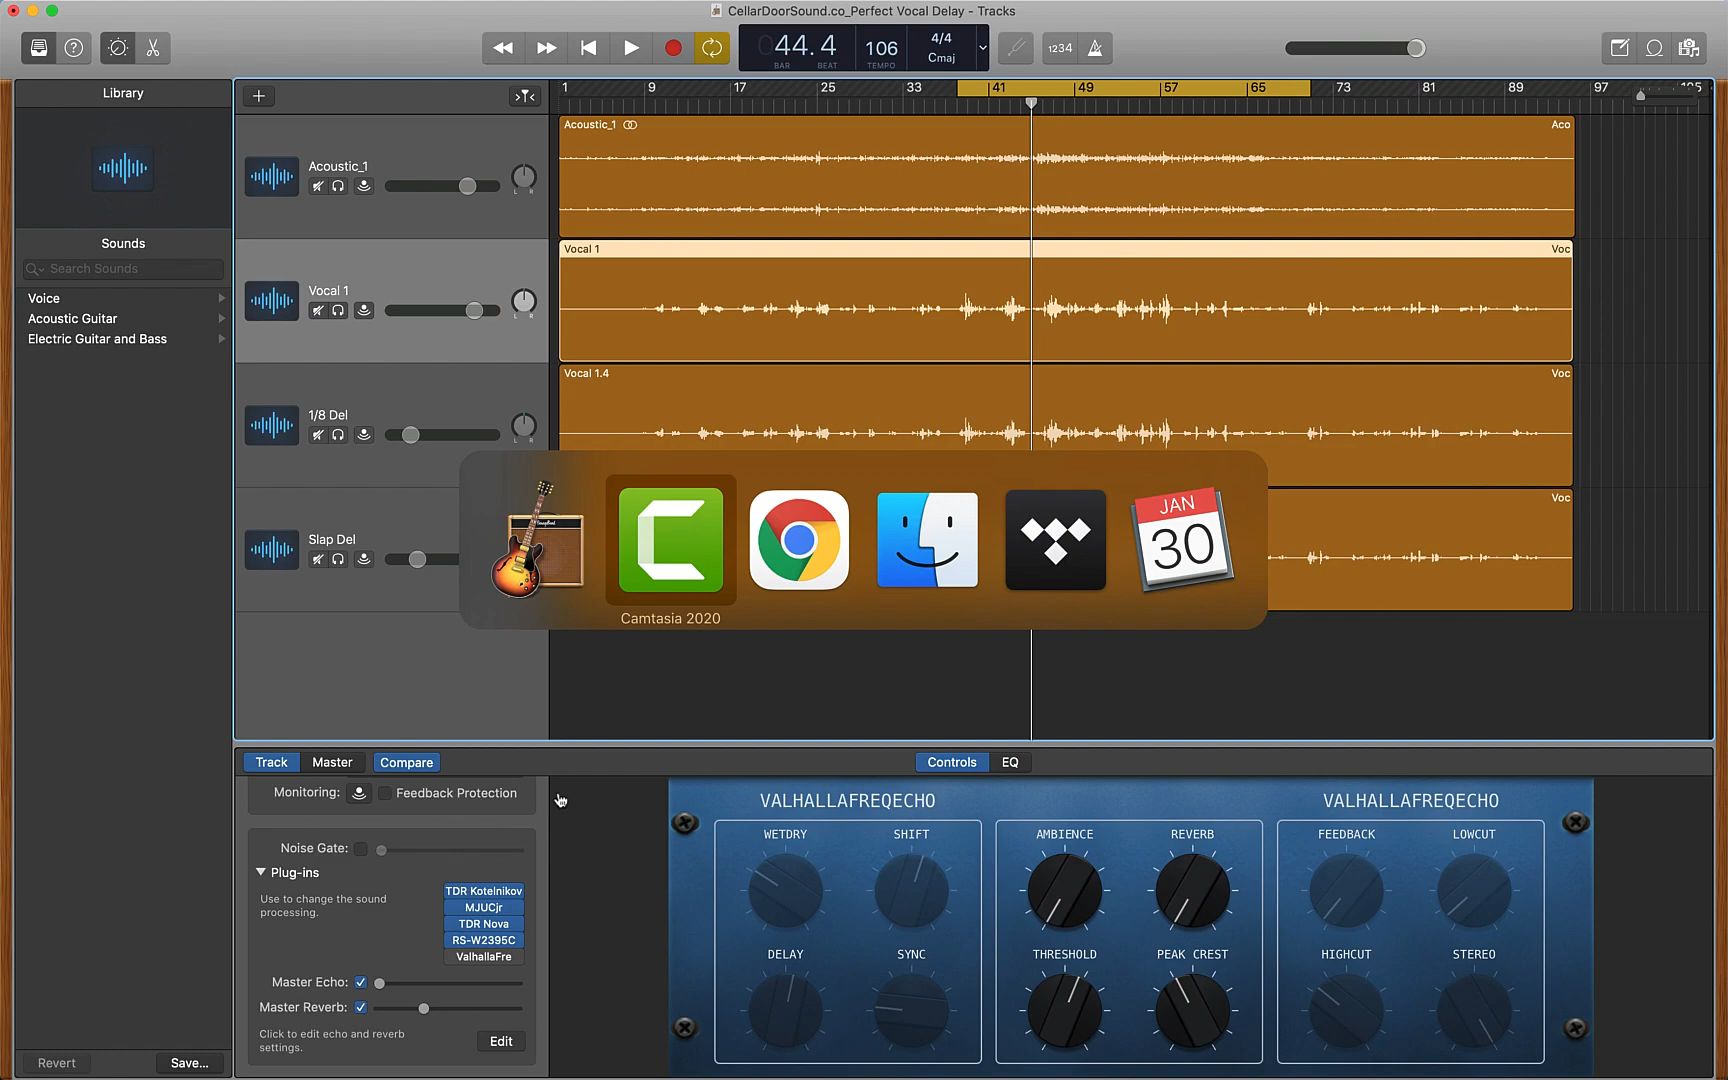 CellarDoorSound.co_Perfect Vocal Delay - Tracks
44.4
BAR BEAT
106
TEMPO
4/4
Cmaj
1234
Library
Sounds
Search Sounds
Voice
Acoustic Guitar
Electric Guitar and Bass
1 9 17 25 33 41 49 57 65 73 81 89 97 105
Acoustic_1
L R
Acoustic_1
Aco
Vocal 1
L R
Vocal 1
Voc
1/8 Del
L R
Vocal 1.4
Voc
Slap Del
Voc
JAN
30
Camtasia 2020
Track
Master
Compare
Controls
EQ
Monitoring:
Feedback Protection
Noise Gate:
Plug-ins
Use to change the sound
processing.
TDR Kotelnikov
MJUCjr
TDR Nova
RS-W2395C
ValhallaFre
Master Echo:
Master Reverb:
Click to edit echo and reverb
settings.
Edit
Revert
Save...
VALHALLAFREQECHO
VALHALLAFREQECHO
WETDRY
SHIFT
AMBIENCE
REVERB
FEEDBACK
LOWCUT
DELAY
SYNC
THRESHOLD
PEAK CREST
HIGHCUT
STEREO